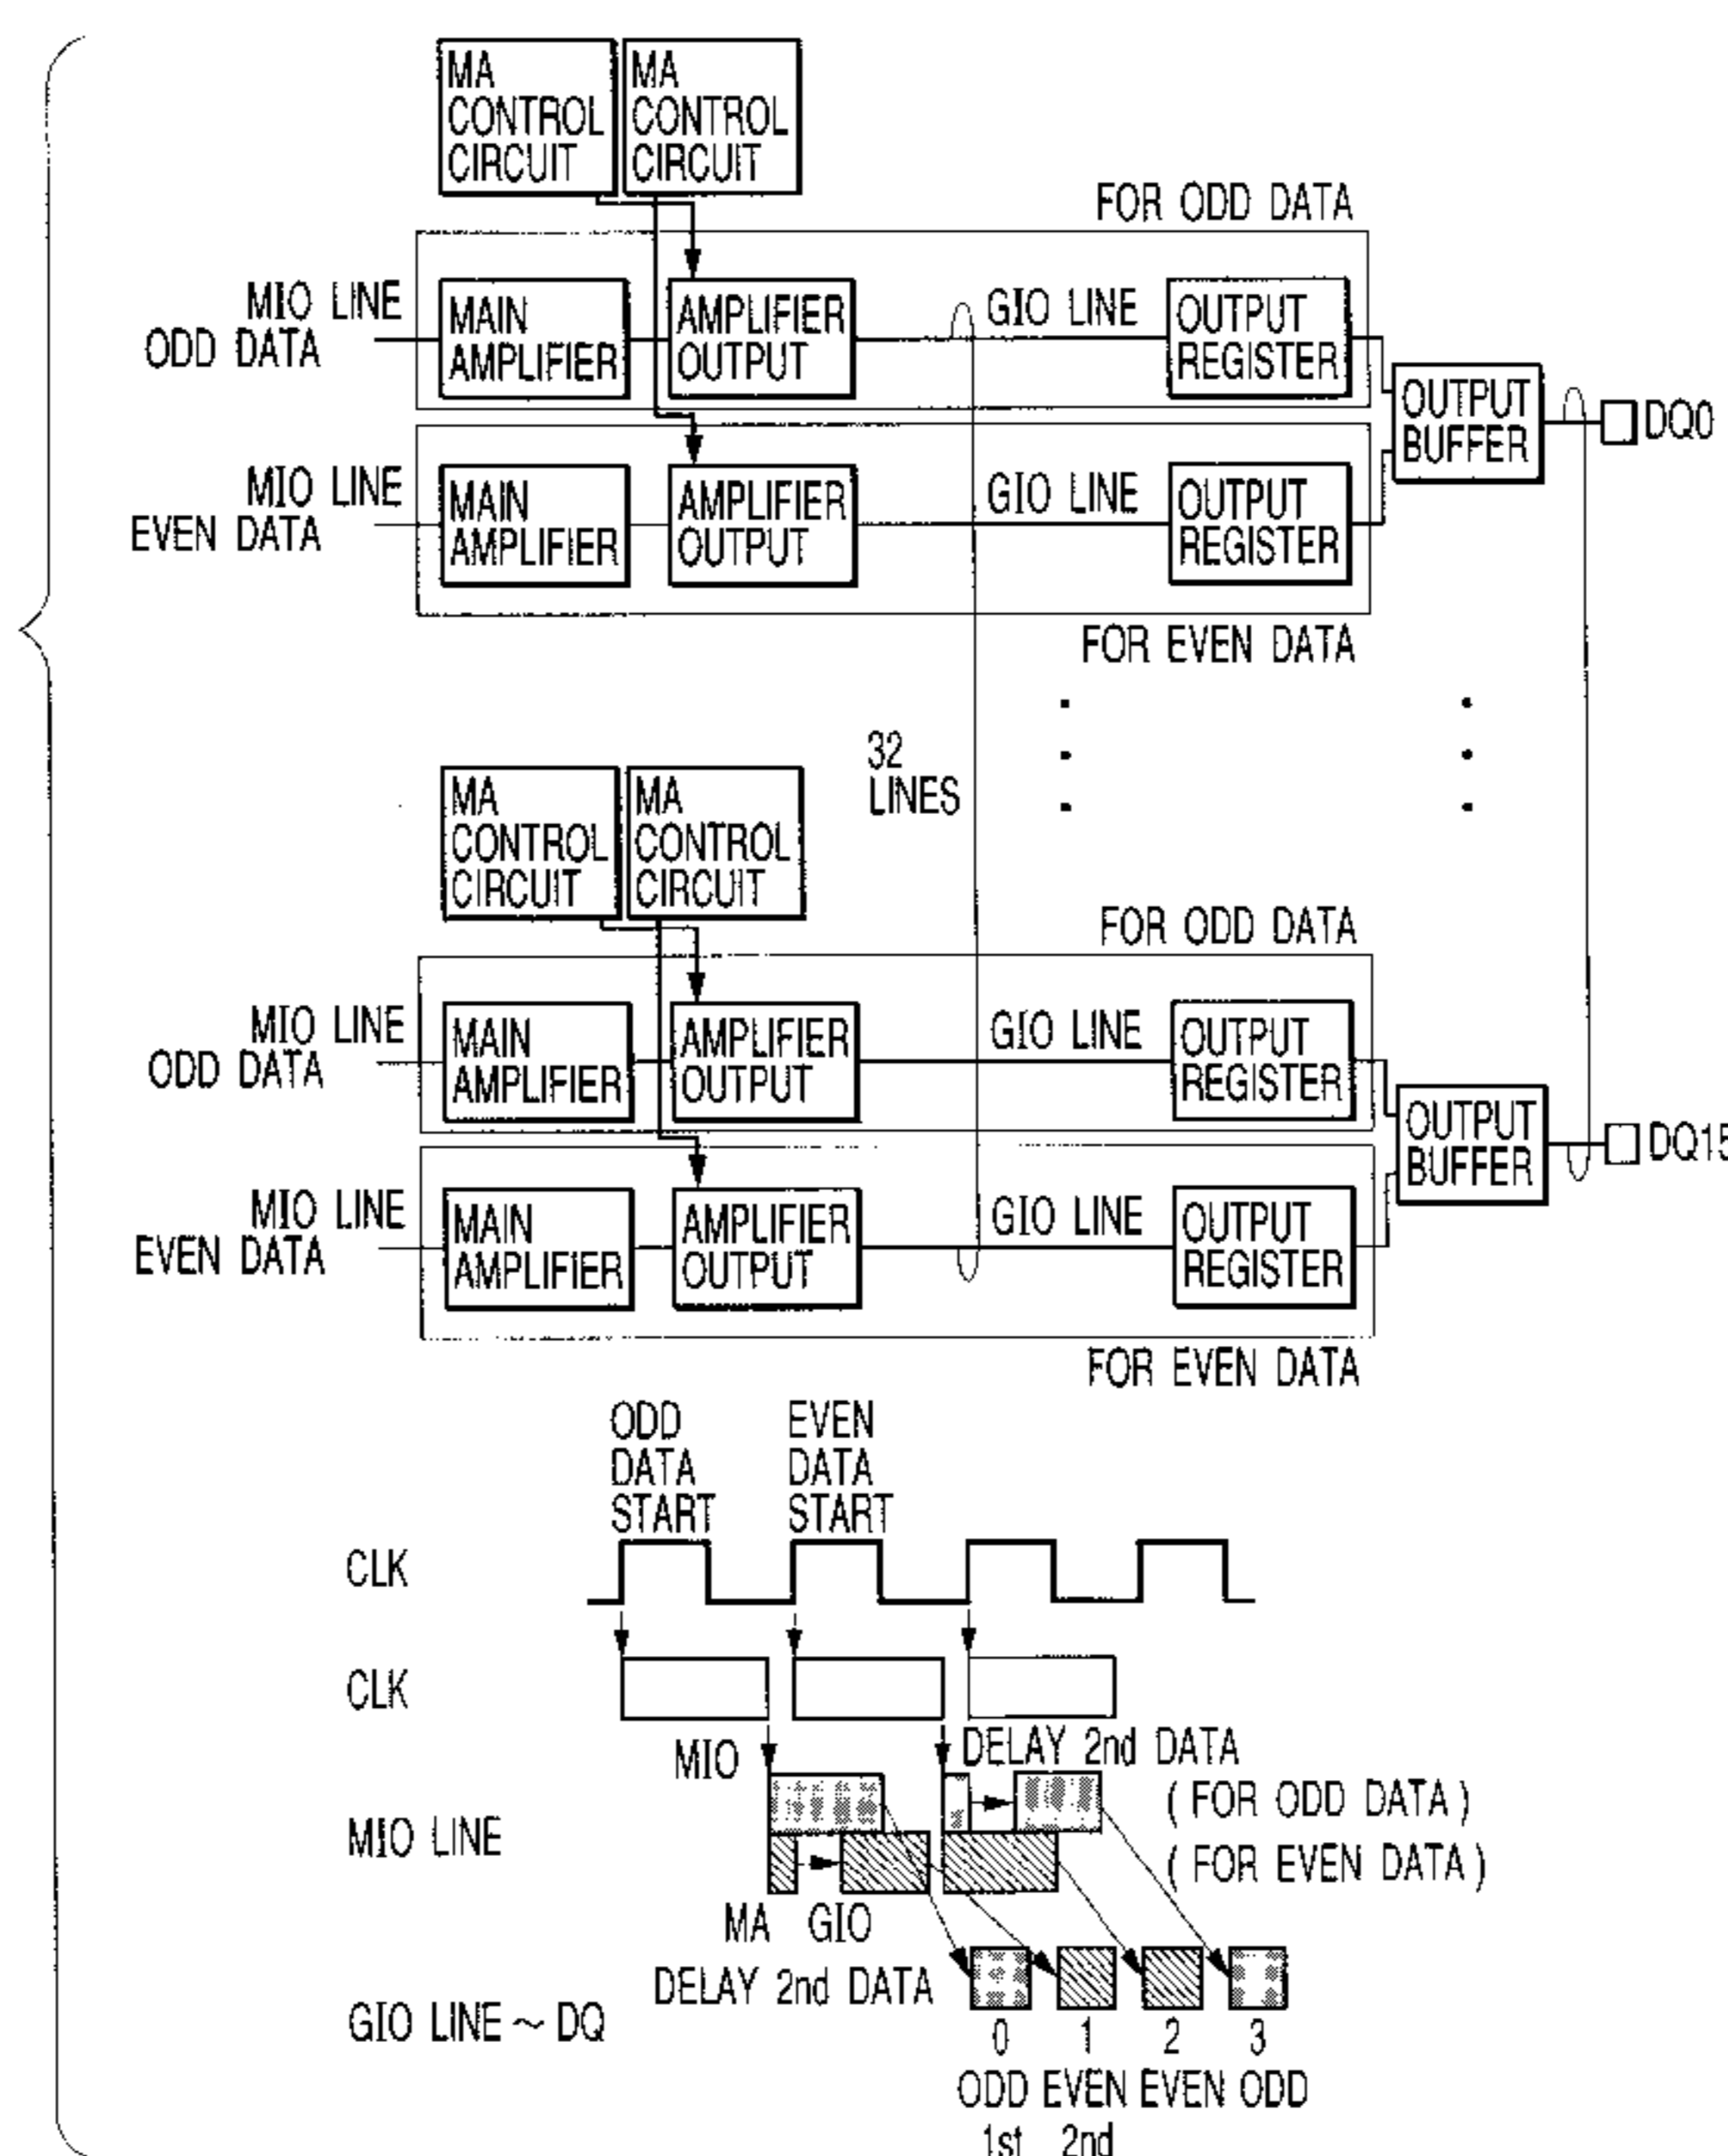 MA
CONTROL
CIRCUIT
MA
CONTROL
CIRCUIT
FOR ODD DATA
MIO LINE
ODD DATA
MAIN
AMPLIFIER
AMPLIFIER
OUTPUT
GIO LINE
OUTPUT
REGISTER
OUTPUT
BUFFER
DQ0
MIO LINE
EVEN DATA
MAIN
AMPLIFIER
AMPLIFIER
OUTPUT
GIO LINE
OUTPUT
REGISTER
FOR EVEN DATA
32
LINES
MA
CONTROL
CIRCUIT
MA
CONTROL
CIRCUIT
FOR ODD DATA
MIO LINE
ODD DATA
MAIN
AMPLIFIER
AMPLIFIER
OUTPUT
GIO LINE
OUTPUT
REGISTER
OUTPUT
BUFFER
DQ15
MIO LINE
EVEN DATA
MAIN
AMPLIFIER
AMPLIFIER
OUTPUT
GIO LINE
OUTPUT
REGISTER
FOR EVEN DATA
ODD
DATA
START
EVEN
DATA
START
CLK
CLK
MIO
DELAY 2nd DATA
(FOR ODD DATA)
MIO LINE
(FOR EVEN DATA)
MA GIO
DELAY 2nd DATA
GIO LINE ~ DQ
0 1 2 3
ODD EVEN EVEN ODD
1st 2nd